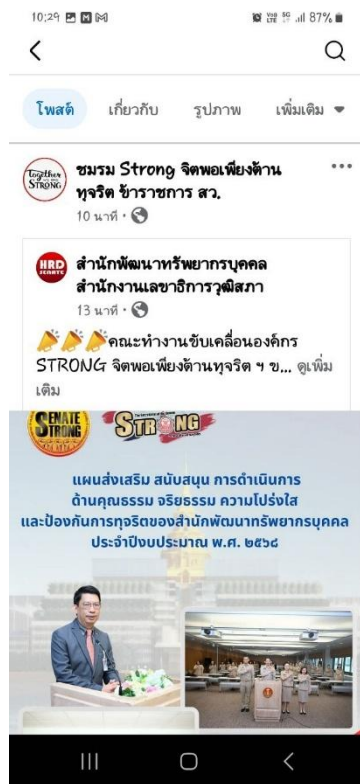 10:29
Vo) 5G LTE 87%
โพสต์ เกี่ยวกับ รูปภาพ เพิ่มเติม
Together
STRONG
ชมรม Strong จิตพอเพียงต้าน
ทุจริต ข้าราชการ สว.
10 นาที
HRD
SENATE
สำนักพัฒนาทรัพยากรบุคคล
สำนักงานเลขาธิการวุฒิสภา
13 นาที
คณะทำงานขับเคลื่อนองค์กร
STRONG จิตพอเพียงต้านทุจริต ฯ ข... ดูเพิ่ม
เติม
SENATE
STRONG
STRONG
แผนส่งเสริม สนับสนุน การดำเนินการ
ด้านคุณธรรม จริยธรรม ความโปร่งใส
และป้องกันการทุจริตของสำนักพัฒนาทรัพยากรบุคคล
ประจำปีงบประมาณ พ.ศ. ๒๕๖๘